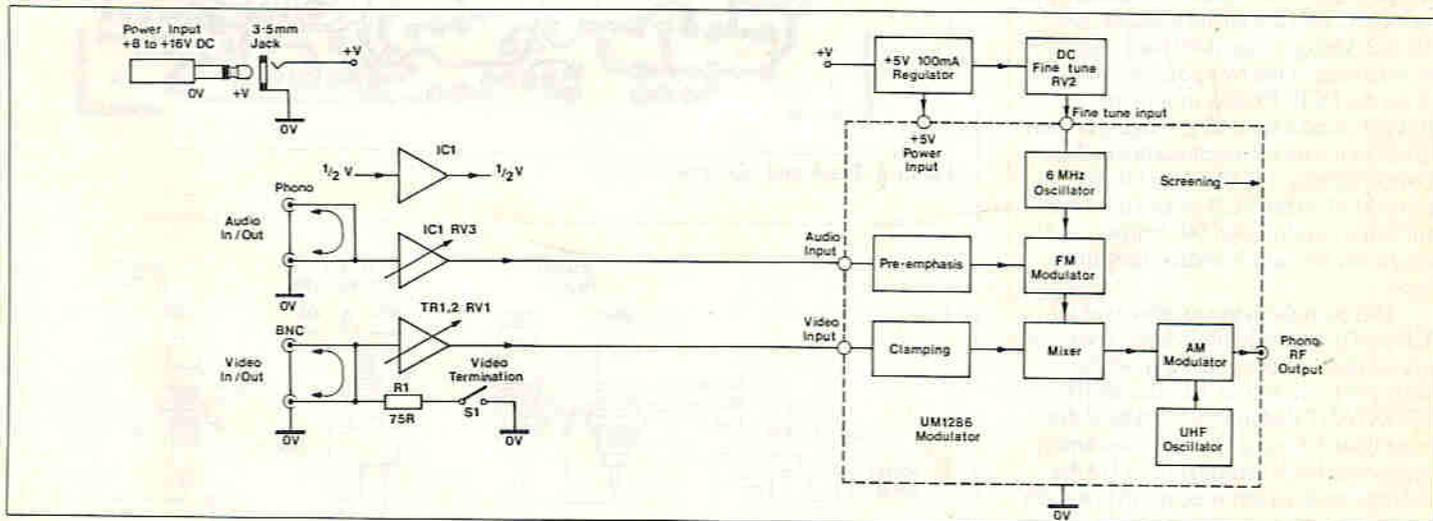 Power Input
+8 to +16V DC
3·5mm
Jack
+V
0V
+V
0V
+V
+5V 100mA
Regulator
DC
Fine tune
RV2
Fine tune input
+5V
Power
Input
6 MHz
Oscillator
Screening
IC1
1/2 V
1/2 V
Phono
Audio
In/Out
IC1 RV3
0V
Audio
Input
Pre-emphasis
FM
Modulator
BNC
TR1,2 RV1
Video
In/Out
Video
Input
Clamping
Mixer
AM
Modulator
Phono
RF
Output
R1
75R
Video
Termination
S1
0V
0V
UM1286
Modulator
UHF
Oscillator
0V